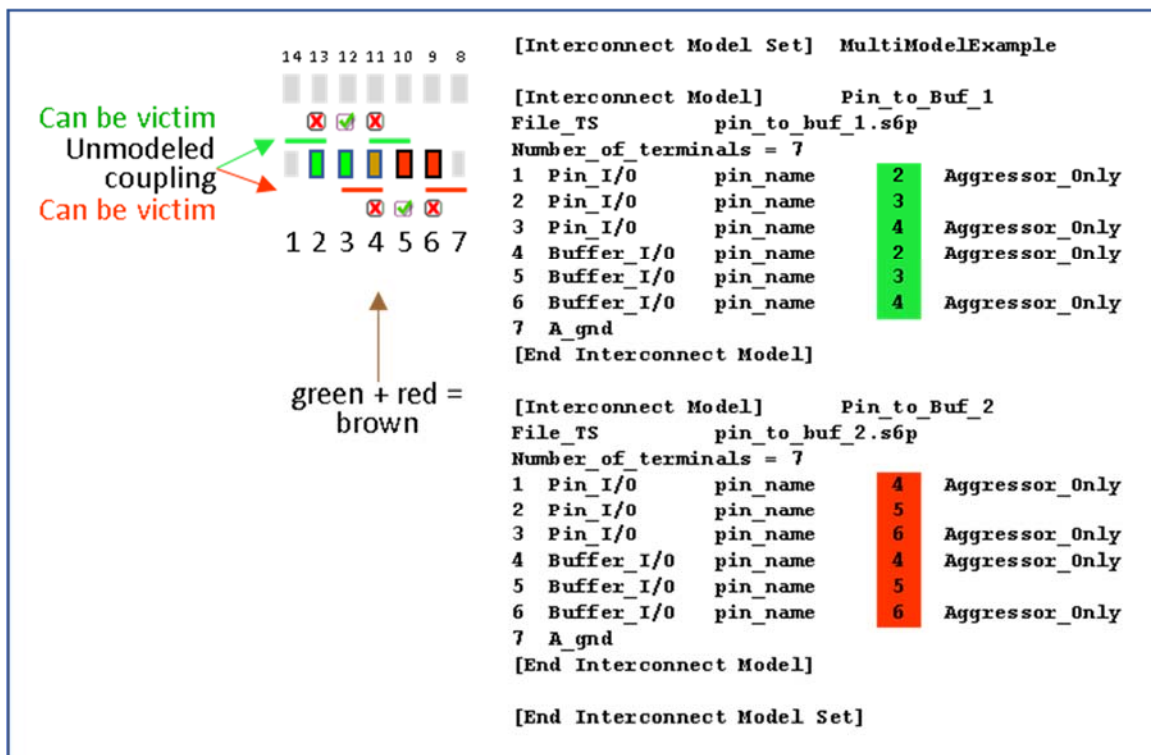 14 13 12 11 10 9 8
Can be victim
Unmodeled
coupling
Can be victim
1 2 3 4 5 6 7
green + red =
brown
[Interconnect Model Set] MultiModelExample
[Interconnect Model] Pin_to_Buf_1
File_TS pin_to_buf_1.s6p
Number_of_terminals = 7
1 Pin_I/O pin_name 2 Aggressor_Only
2 Pin_I/O pin_name 3
3 Pin_I/O pin_name 4 Aggressor_Only
4 Buffer_I/O pin_name 2 Aggressor_Only
5 Buffer_I/O pin_name 3
6 Buffer_I/O pin_name 4 Aggressor_Only
7 A_gnd
[End Interconnect Model]
[Interconnect Model] Pin_to_Buf_2
File_TS pin_to_buf_2.s6p
Number_of_terminals = 7
1 Pin_I/O pin_name 4 Aggressor_Only
2 Pin_I/O pin_name 5
3 Pin_I/O pin_name 6 Aggressor_Only
4 Buffer_I/O pin_name 4 Aggressor_Only
5 Buffer_I/O pin_name 5
6 Buffer_I/O pin_name 6 Aggressor_Only
7 A_gnd
[End Interconnect Model]
[End Interconnect Model Set]